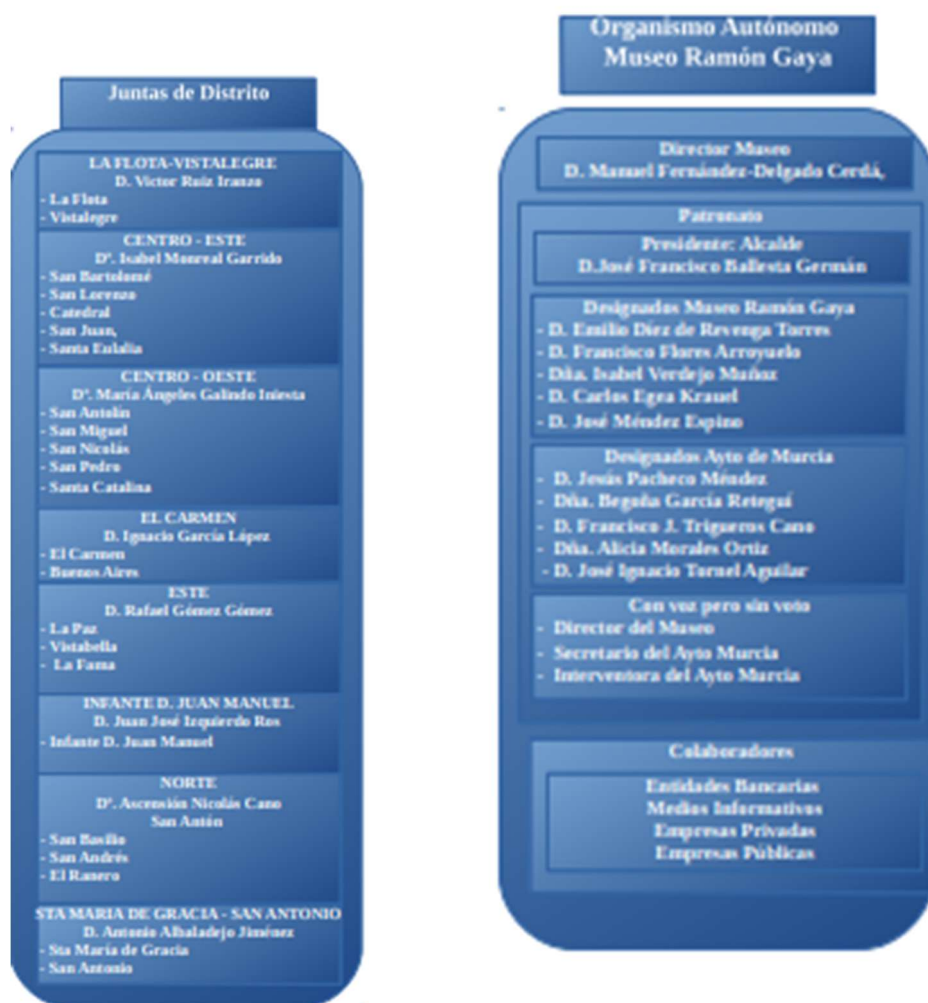 Juntas de Distrito
LA FLOTA-VISTALEGRE
D. Victor Ruiz Iranzo
- La Flota
- Vistalegre
CENTRO - ESTE
Dª. Isabel Monreal Garrido
- San Bartolomé
- San Lorenzo
- Catedral
- San Juan,
- Santa Eulalia
CENTRO - OESTE
Dª. María Ángeles Galindo Iniesta
- San Antolín
- San Miguel
- San Nicolás
- San Pedro
- Santa Catalina
EL CARMEN
D. Ignacio García López
- El Carmen
- Buenos Aires
ESTE
D. Rafael Gómez Gómez
- La Paz
- Vistabella
- La Fama
INFANTE D. JUAN MANUEL
D. Juan José Izquierdo Ros
- Infante D. Juan Manuel
NORTE
Dª. Ascensión Nicolás Cano
San Antón
- San Basilio
- San Andrés
- El Ranero
STA MARIA DE GRACIA - SAN ANTONIO
D. Antonio Albaladejo Jiménez
- Sta María de Gracia
- San Antonio
Organismo Autónomo
Museo Ramón Gaya
Director Museo
D. Manuel Fernández-Delgado Cerdá,
Patronato
Presidente: Alcalde
D.José Francisco Ballesta Germán
Designados Museo Ramón Gaya
- D. Emilio Díez de Revenga Torres
- D. Francisco Flores Arroyuelo
- Dña. Isabel Verdejo Muñoz
- D. Carlos Egea Krauel
- D. José Méndez Espino
Designados Ayto de Murcia
- D. Jesús Pacheco Méndez
- Dña. Begoña García Retegui
- D. Francisco J. Trigueros Cano
- Dña. Alicia Morales Ortiz
- D. José Ignacio Tornel Aguilar
Con voz pero sin voto
- Director del Museo
- Secretario del Ayto Murcia
- Interventora del Ayto Murcia
Colaboradores
Entidades Bancarias
Medios Informativos
Empresas Privadas
Empresas Públicas